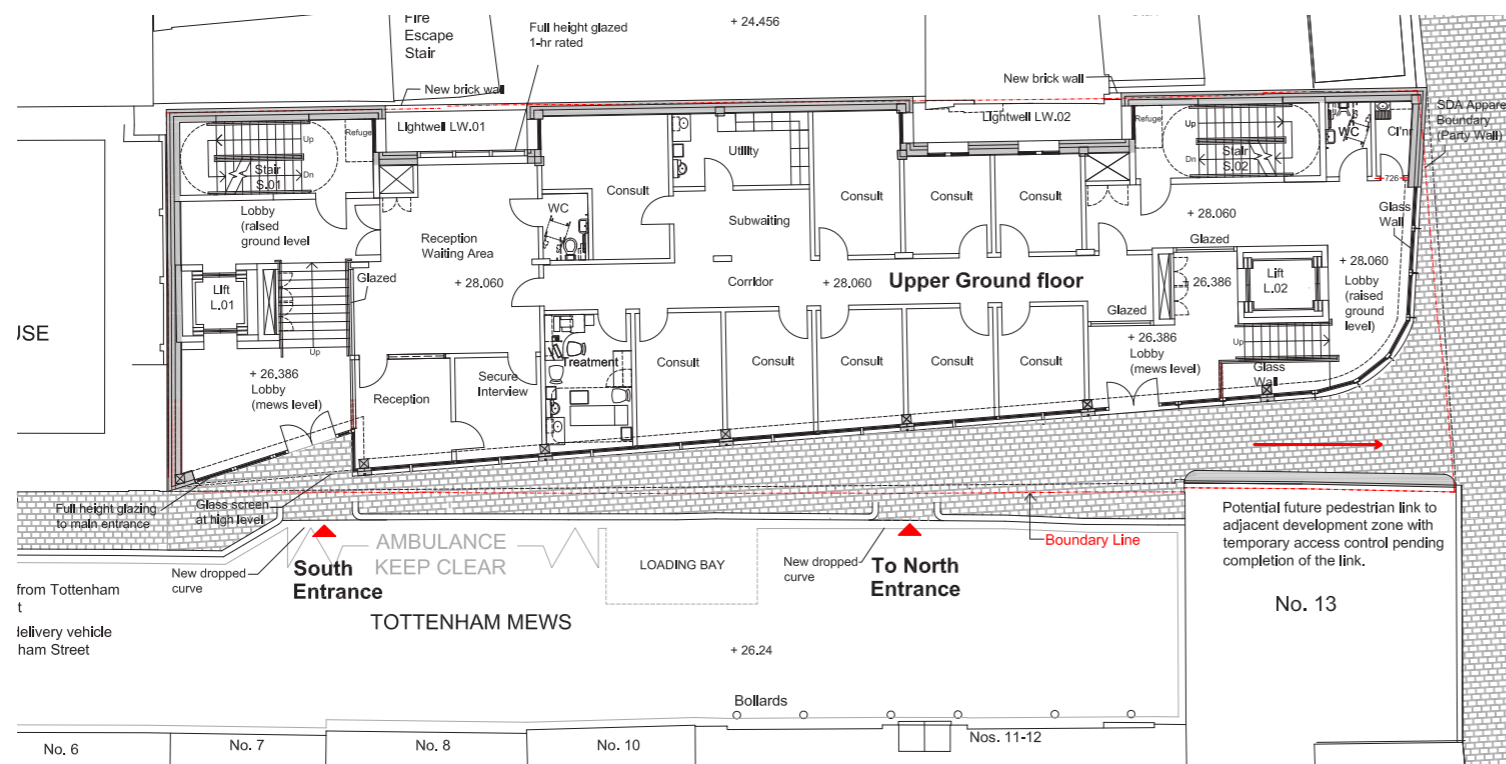 Fire
Escape
Stair
Full height glazed
1-hr rated
+ 24.456
New brick wall
New brick wall
SDA Appare
Boundary
(Party Wall)
Lightwell LW.01
Lightwell LW.02
Refuge
Refuge
Up
Stair
S.01
Dn
Up
Stair
S.02
Dn
WC
Cl'nr
726
Utility
Consult
Consult
Consult
Consult
WC
Subwaiting
Lobby
(raised
ground level
Reception
Waiting Area
+ 28.060
Glazed
Glass
Wall
+ 28.060
Glazed
Lift
L.01
Up
+ 28.060
Corridor
+ 28.060
Upper Ground floor
+ 26.386
Lift
L.02
+ 28.060
Lobby
(raised
ground
level)
Glazed
Up
+ 26.386
Lobby
(mews level)
Glass
Wall
+ 26.386
Lobby
(mews level)
Reception
Secure
Interview
Treatment
Consult
Consult
Consult
Consult
Consult
Full height glazing
to main entrance
Glass screen
at high level
New dropped
curve
South
Entrance
AMBULANCE
KEEP CLEAR
LOADING BAY
New dropped
curve
To North
Entrance
Boundary Line
Potential future pedestrian link to
adjacent development zone with
temporary access control pending
completion of the link.
No. 13
USE
from Tottenham
t
delivery vehicle
ham Street
TOTTENHAM MEWS
+ 26.24
Bollards
No. 6
No. 7
No. 8
No. 10
Nos. 11-12